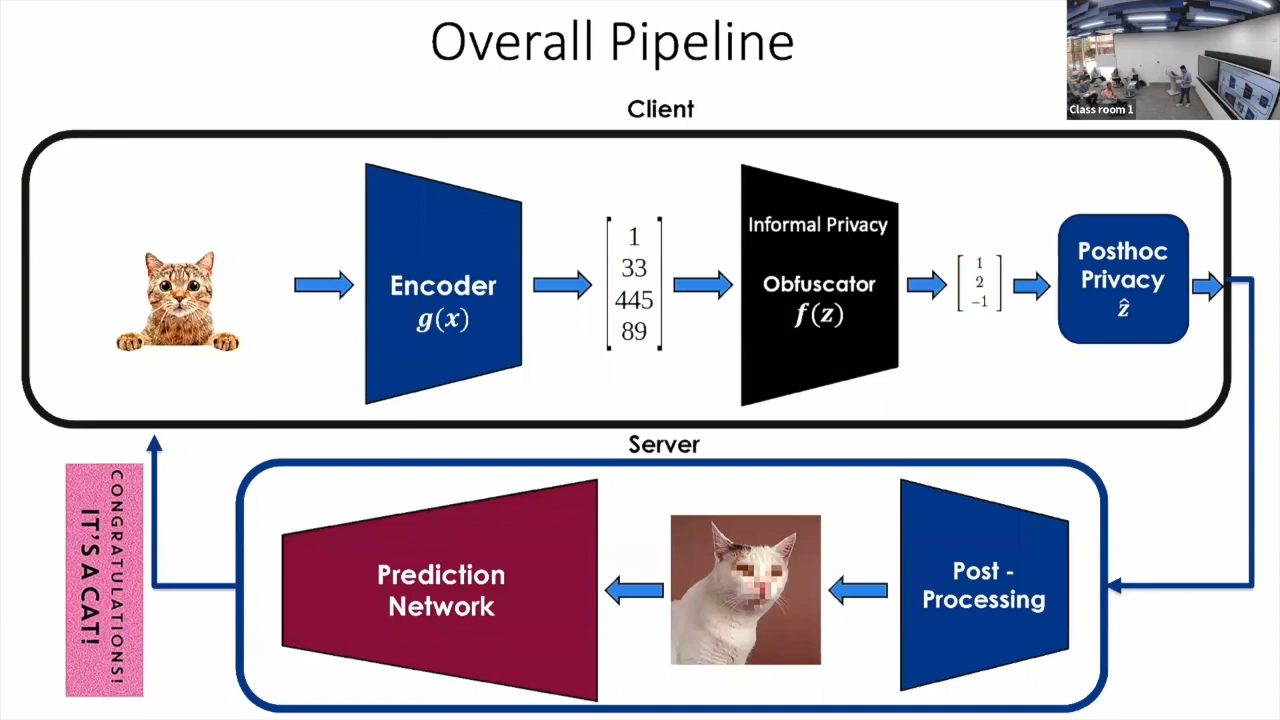 Overall Pipeline
Class room 1
Client
Encoder
g(x)
1
33
445
89
Informal Privacy
Obfuscator
f(z)
1
2
−1
Posthoc
Privacy
ẑ
Server
CONGRATULATIONS!
IT'S A CAT!
Prediction
Network
Post -
Processing